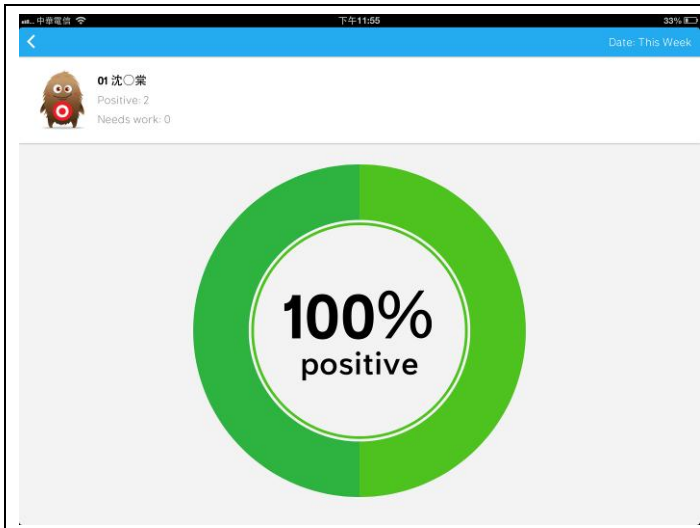 中華電信 下午11:55 33%
Date: This Week
01 沈○棠
Positive: 2
Needs work: 0
100%
positive